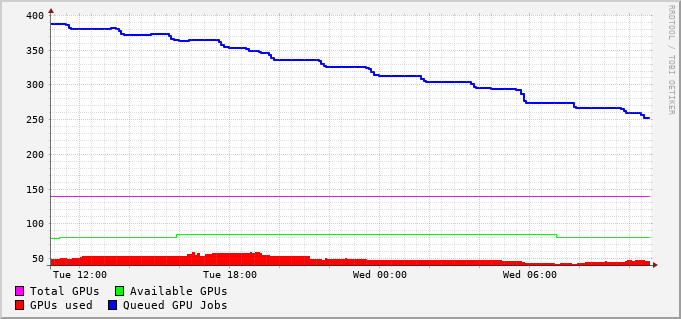 400
350
300
250
200
150
100
50
Tue 12:00 Tue 18:00 Wed 00:00 Wed 06:00
Total GPUs Available GPUs
GPUs used Queued GPU Jobs
RRDTOOL / TOBI OETIKER